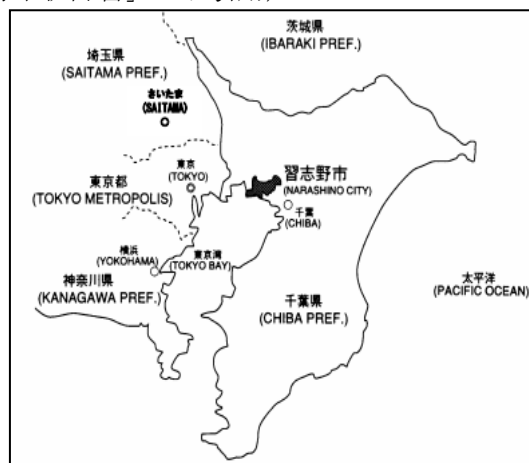 茨城県
(IBARAKI PREF.)
埼玉県
(SAITAMA PREF.)
さいたま
(SAITAMA)
東京
(TOKYO)
習志野市
(NARASHINO CITY)
東京都
(TOKYO METROPOLIS)
千葉
(CHIBA)
横浜
(YOKOHAMA)
東京湾
(TOKYO BAY)
神奈川県
(KANAGAWA PREF.)
太平洋
(PACIFIC OCEAN)
千葉県
(CHIBA PREF.)